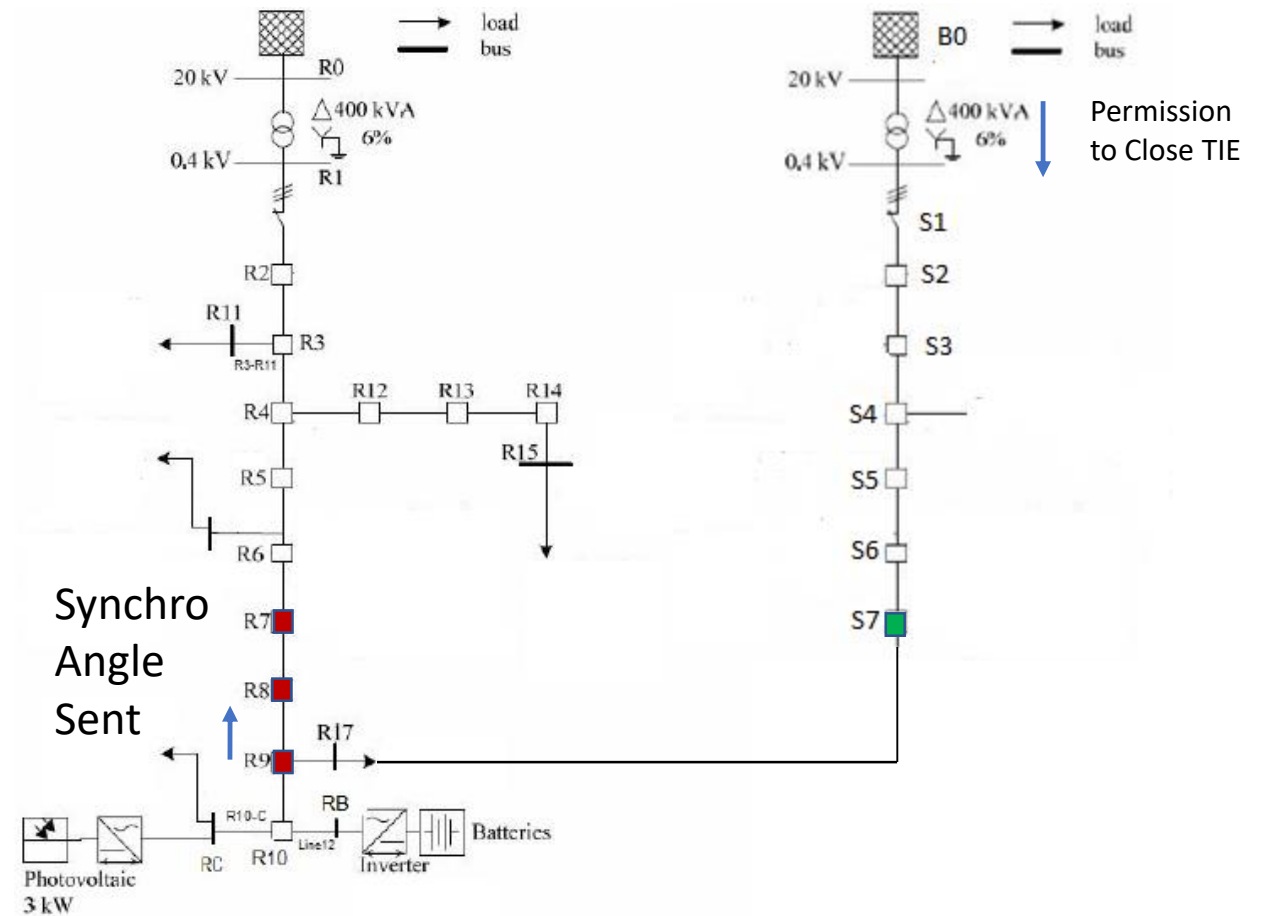 load
bus
R0
20 kV
400 kVA
6%
0,4 kV
R1
R2
R11
R3
R3-R11
R4
R12
R13
R14
R15
R5
R6
Synchro
Angle
Sent
R7
R8
R9
R17
R10-C
RB
Line12
Batteries
Inverter
RC
R10
Photovoltaic
3 kW
load
bus
B0
20 kV
400 kVA
6%
0,4 kV
Permission
to Close TIE
S1
S2
S3
S4
S5
S6
S7